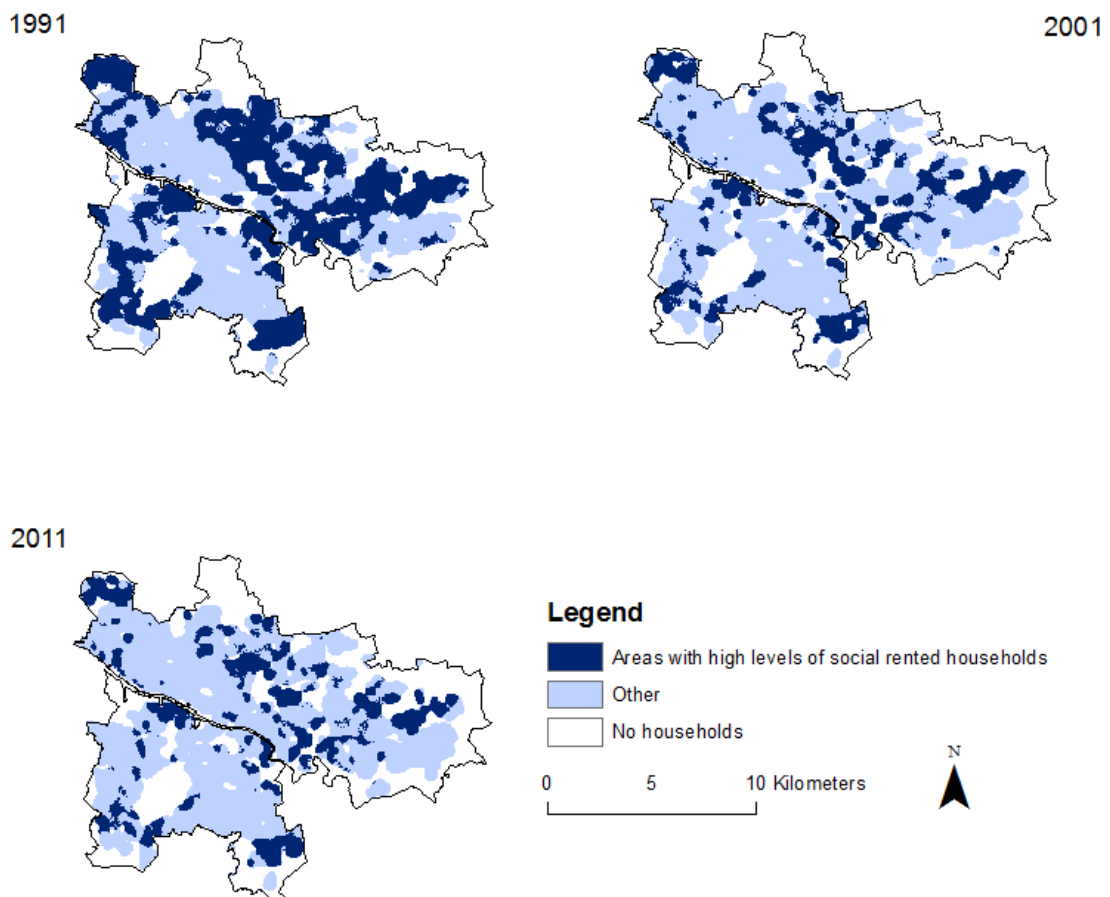 1991
2001
2011
Legend
Areas with high levels of social rented households
Other
No households
N
0 5 10 Kilometers